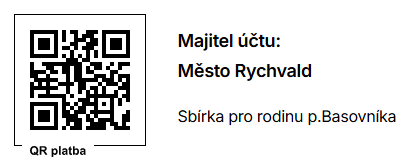 Majitel účtu:
Město Rychvald
Sbírka pro rodinu p.Basovníka
QR platba